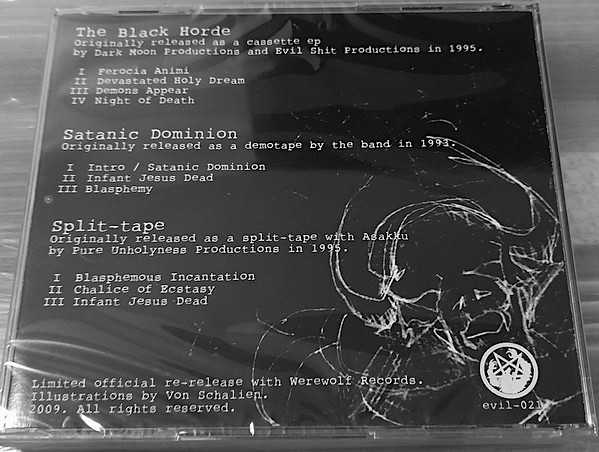 The Black Horde
Originally released as a cassette ep
by Dark Moon Productions and Evil Shit Productions in 1995.
I Ferocia Animi
II Devastated Holy Dream
III Demons Appear
IV Night of Death
Satanic Dominion
Originally released as a demotape by the band in 1993.
I Intro / Satanic Dominion
II Infant Jesus Dead
III Blasphemy
Split-tape
Originally released as a split-tape with Asakku
by Pure Unholyness Productions in 1995.
I Blasphemous Incantation
II Chalice of Ecstasy
III Infant Jesus Dead
Limited official re-release with Werewolf Records.
Illustrations by Von Schalien.
2009. All rights reserved.
evil-021